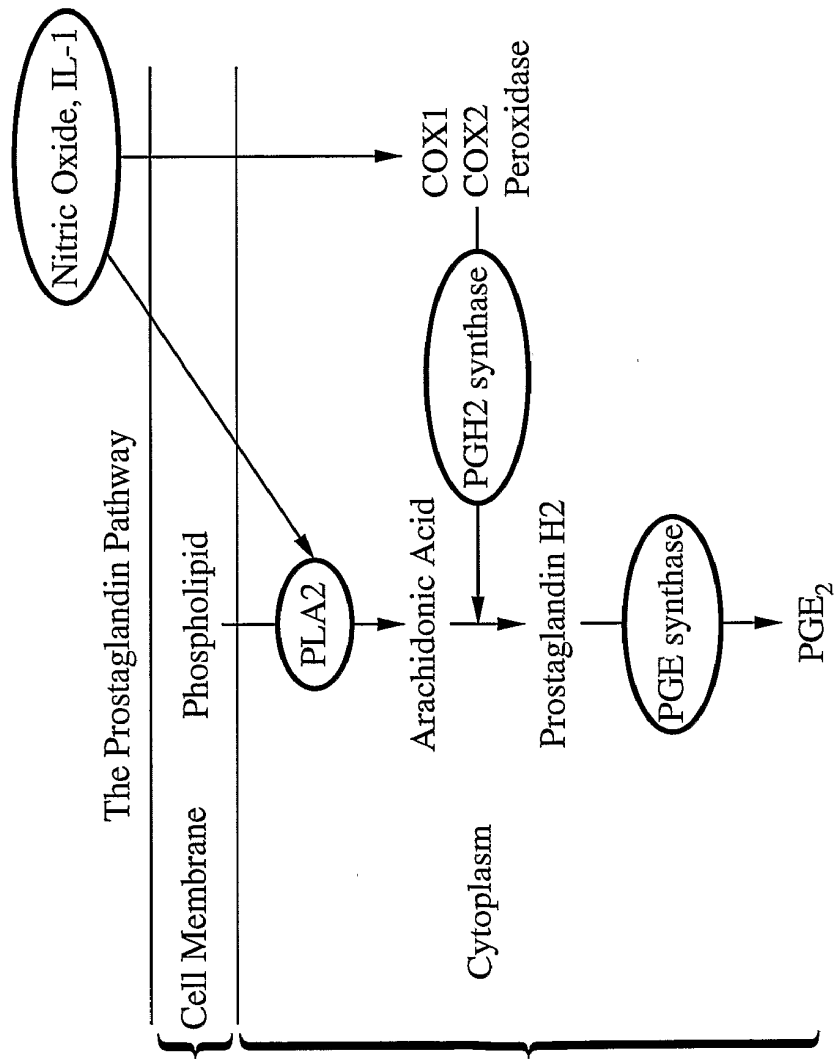 The Prostaglandin Pathway
Nitric Oxide, IL-1
Cell Membrane
Phospholipid
PLA2
Cytoplasm
Arachidonic Acid
COX1
COX2
Peroxidase
PGH2 synthase
Prostaglandin H2
PGE synthase
PGE₂